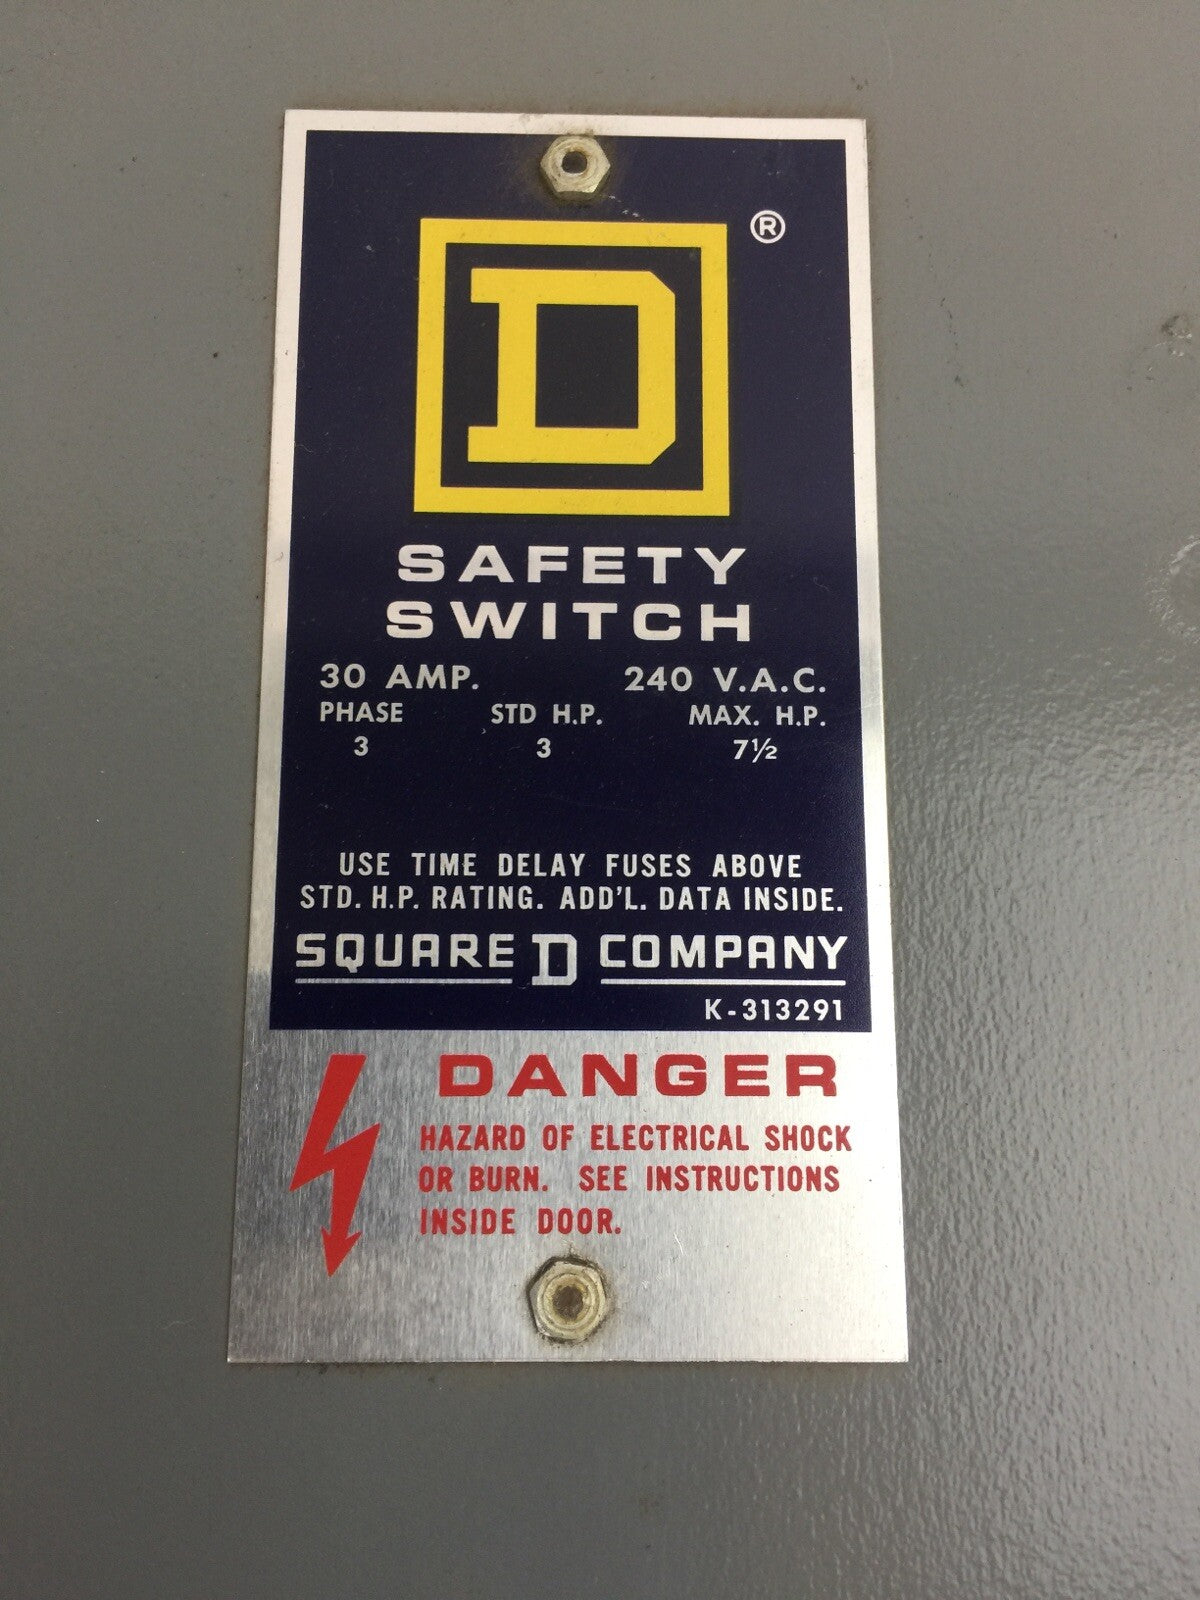 D ®
SAFETY
SWITCH
30 AMP. 240 V.A.C.
PHASE STD H.P. MAX. H.P.
3 3 7½
USE TIME DELAY FUSES ABOVE
STD. H.P. RATING. ADD'L. DATA INSIDE.
SQUARE D COMPANY
K-313291
DANGER
HAZARD OF ELECTRICAL SHOCK
OR BURN. SEE INSTRUCTIONS
INSIDE DOOR.